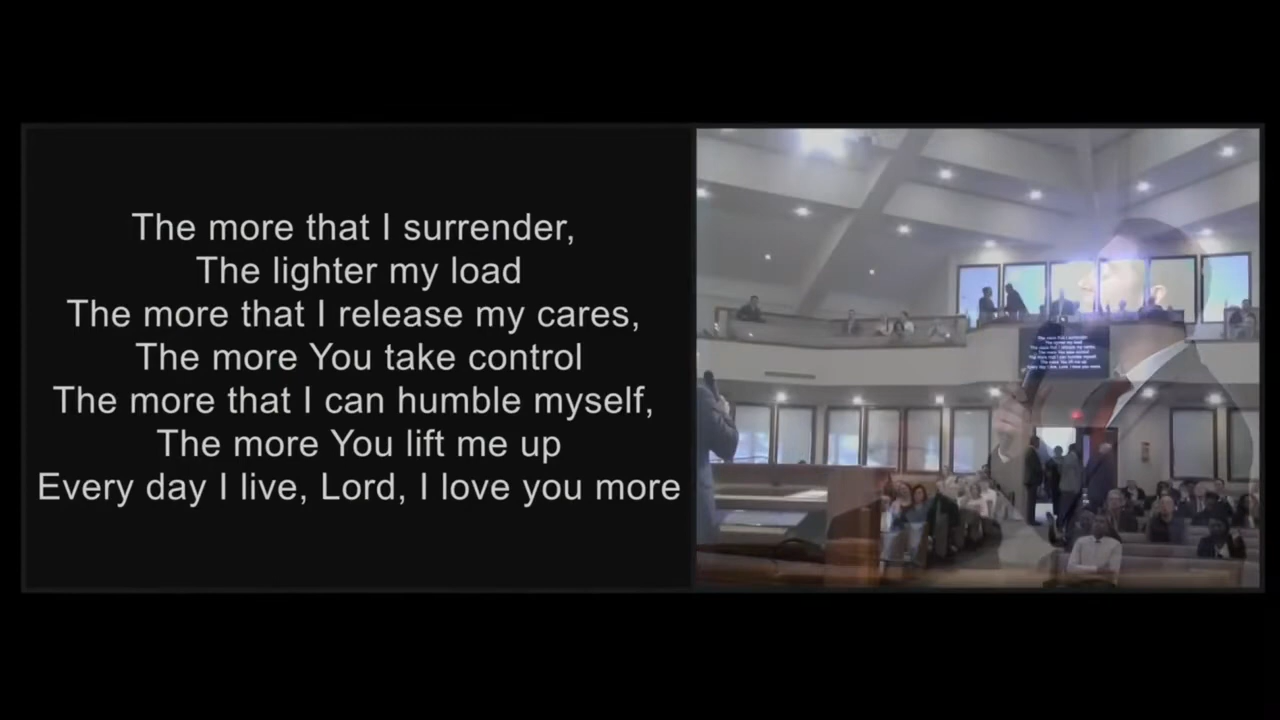 The more that I surrender,
The lighter my load
The more that I release my cares,
The more You take control
The more that I can humble myself,
The more You lift me up
Every day I live, Lord, I love you more